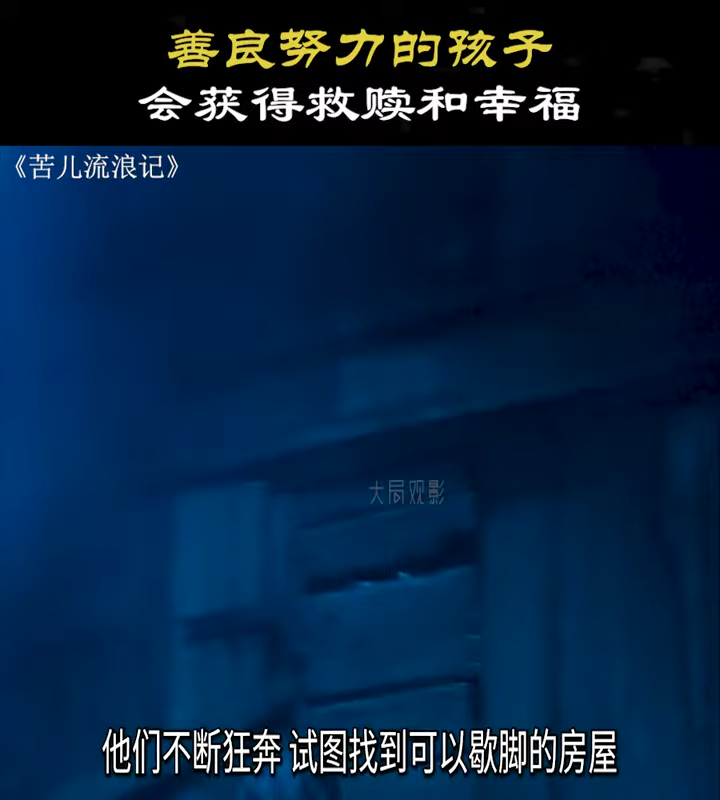 善良努力的孩子
会获得救赎和幸福
《苦儿流浪记》
大局观影
他们不断狂奔 试图找到可以歇脚的房屋